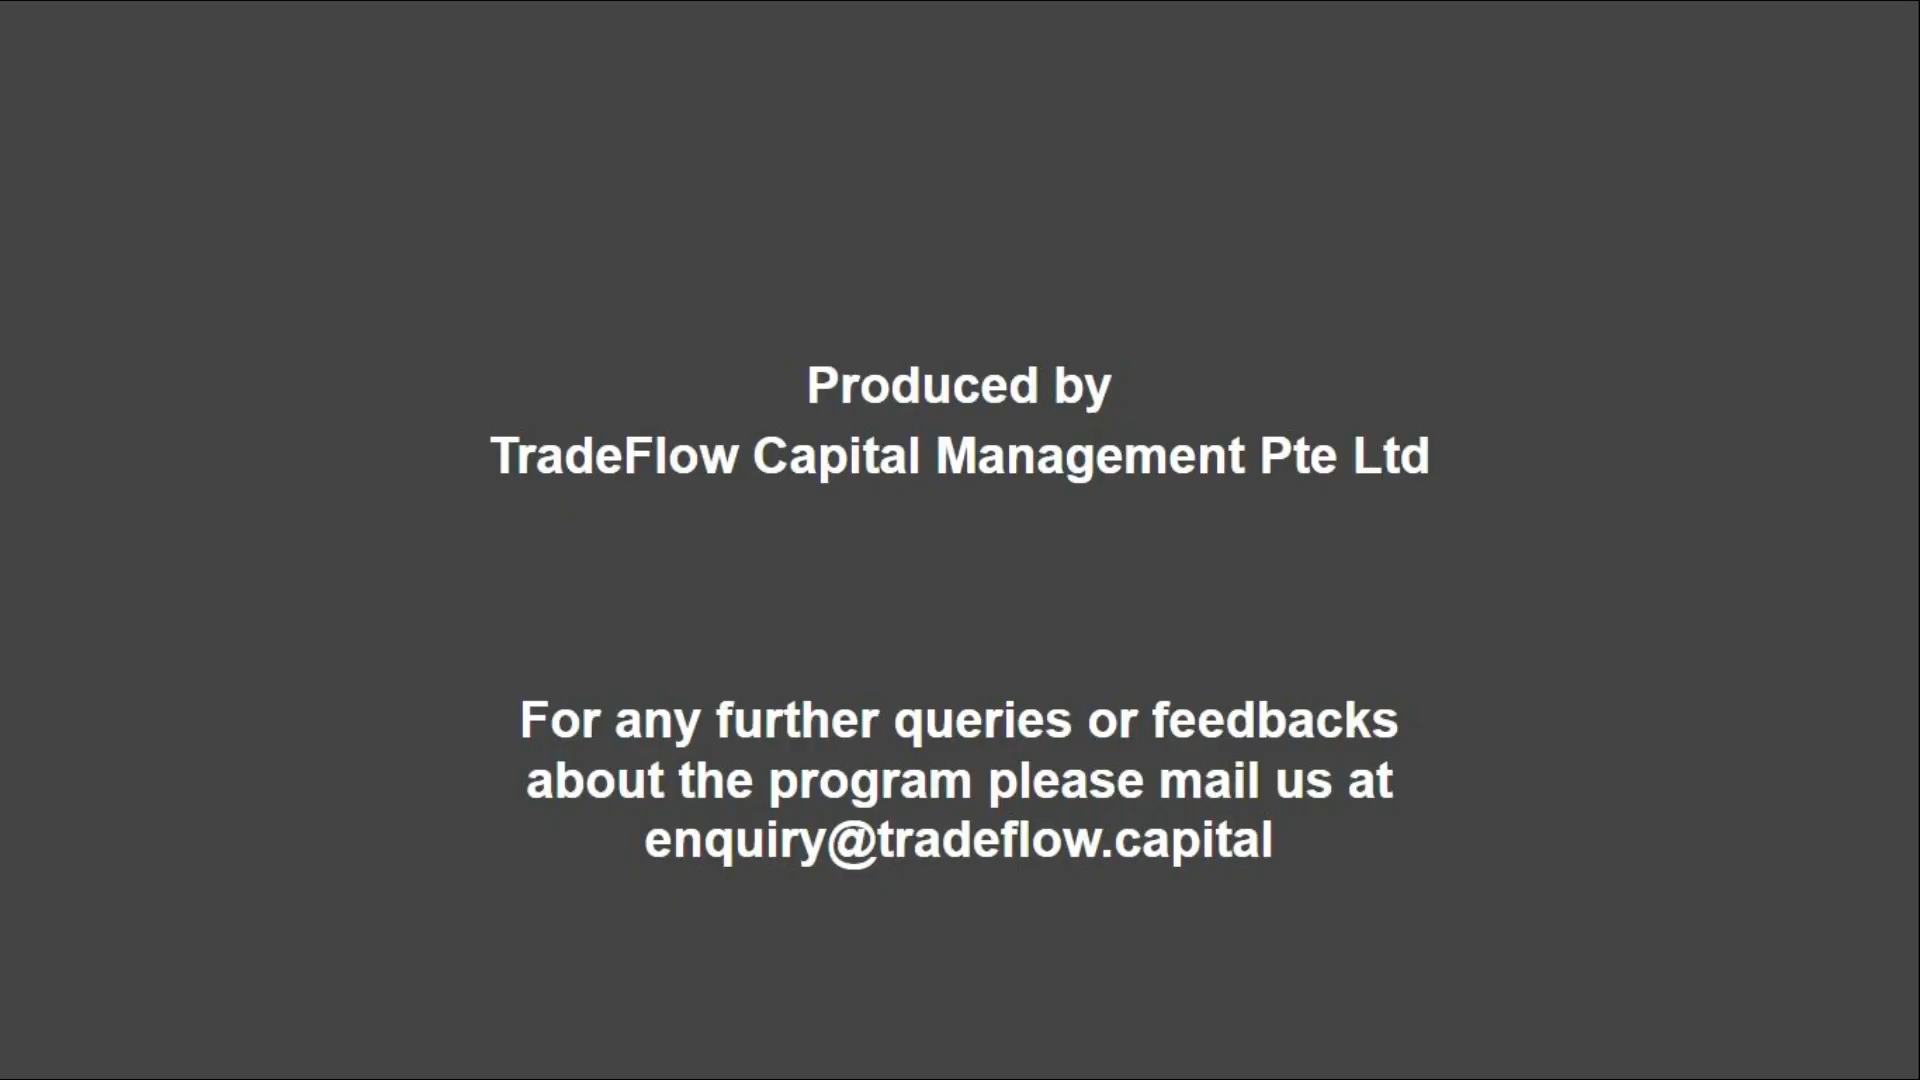 Produced by
TradeFlow Capital Management Pte Ltd
For any further queries or feedbacks
about the program please mail us at
enquiry@tradeflow.capital